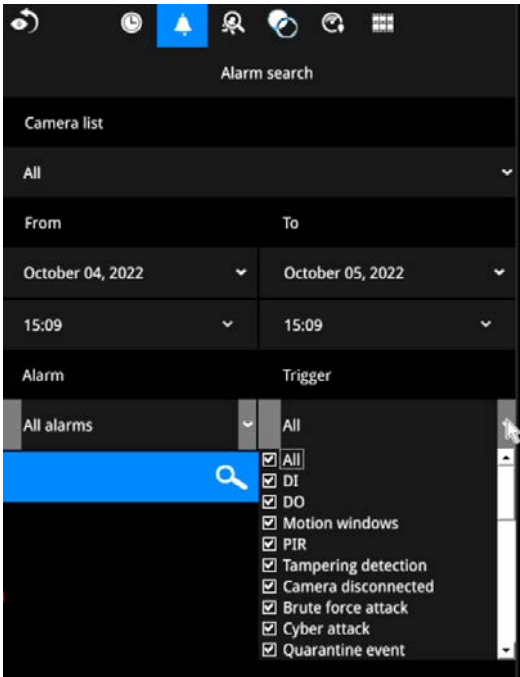 Alarm search
Camera list
All
From To
October 04, 2022 October 05, 2022
15:09 15:09
Alarm Trigger
All alarms All
All
DI
DO
Motion windows
PIR
Tampering detection
Camera disconnected
Brute force attack
Cyber attack
Quarantine event